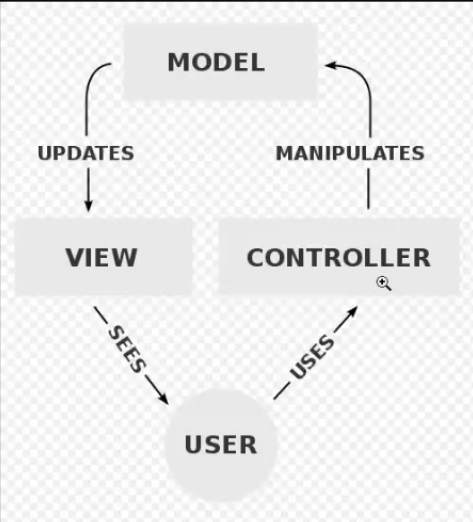 MODEL
UPDATES
MANIPULATES
VIEW
CONTROLLER
SEES
USES
USER